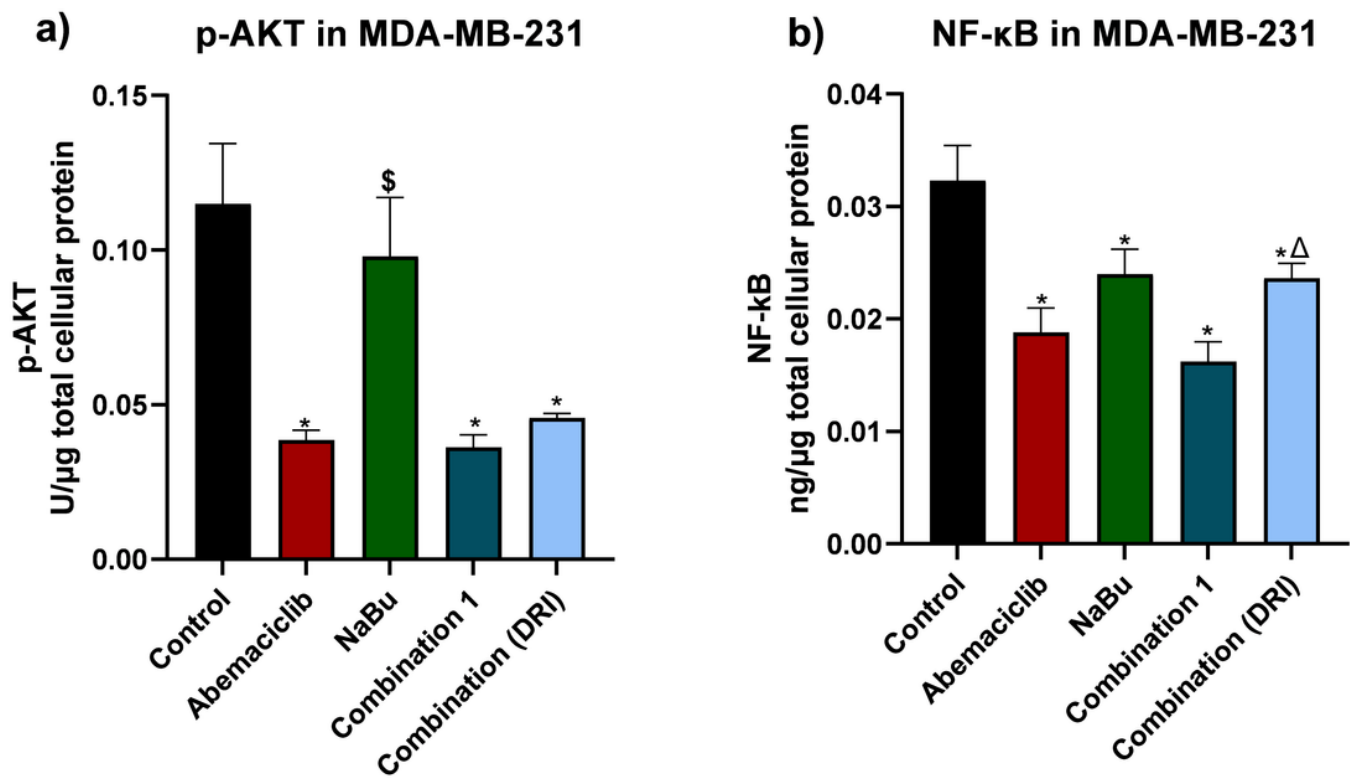 a) p-AKT in MDA-MB-231
p-AKT
U/µg total cellular protein
0.15
0.10
0.05
0.00
$
*
*
*
Control
Abemaciclib
NaBu
Combination 1
Combination (DRI)
b) NF-κB in MDA-MB-231
NF-κB
ng/µg total cellular protein
0.04
0.03
0.02
0.01
0.00
*
*
*
*Δ
Control
Abemaciclib
NaBu
Combination 1
Combination (DRI)